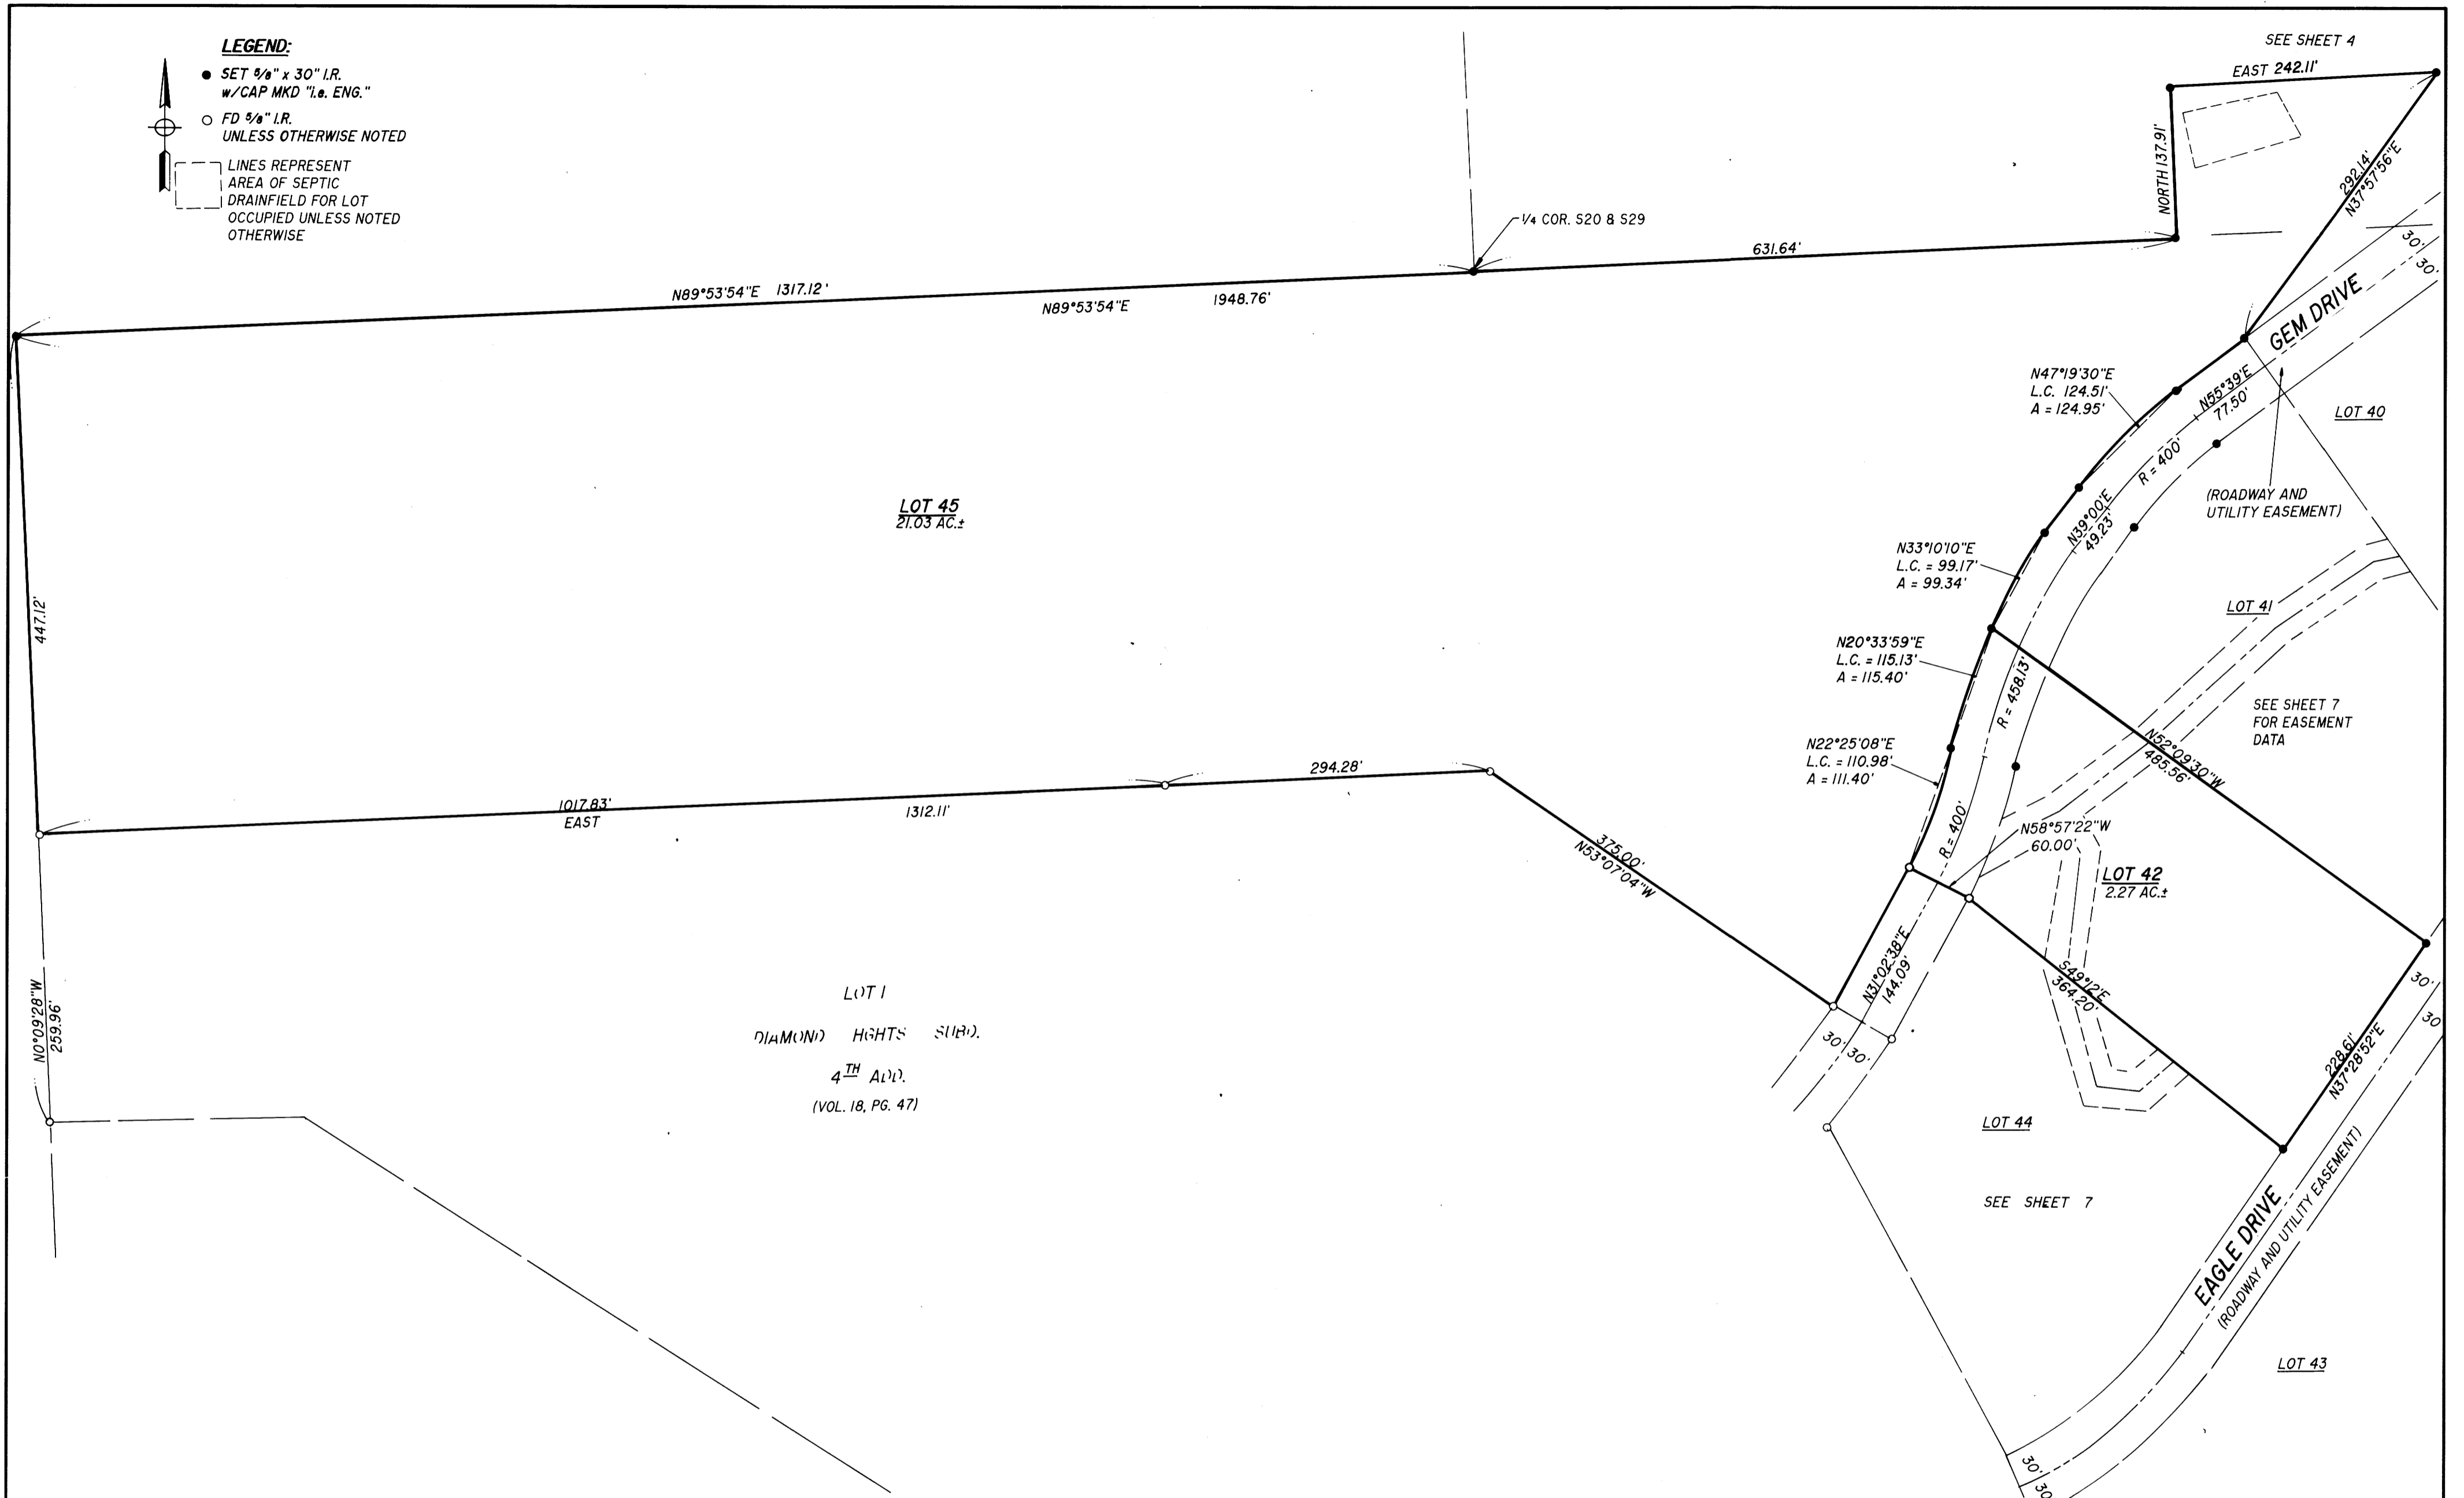 LEGEND:
SET 5/8" x 30" I.R.
w/CAP MKD "i.e. ENG."
FD 5/8" I.R.
UNLESS OTHERWISE NOTED
LINES REPRESENT
AREA OF SEPTIC
DRAINFIELD FOR LOT
OCCUPIED UNLESS NOTED
OTHERWISE
SEE SHEET 4
EAST 242.11'
NORTH 137.91'
292.14'
N37°57'56"E
1/4 COR. S20 & S29
631.64'
N89°53'54"E 1317.12'
N89°53'54"E 1948.76'
30'
30'
GEM DRIVE
N47°19'30"E
L.C. 124.51'
A = 124.95'
N55°39'E
77.50'
LOT 40
R = 400'
(ROADWAY AND
UTILITY EASEMENT)
LOT 45
21.03 AC.±
N39°00'E
49.23'
N33°10'10"E
L.C. = 99.17'
A = 99.34'
447.12'
LOT 41
N20°33'59"E
L.C. = 115.13'
A = 115.40'
R = 458.13'
SEE SHEET 7
FOR EASEMENT
DATA
N52°09'30"W
485.56'
N22°25'08"E
L.C. = 110.98'
A = 111.40'
294.28'
1017.83'
EAST
1312.11'
R = 400'
N58°57'22"W
60.00'
375.00'
N53°07'04"W
LOT 42
2.27 AC.±
N31°02'38"E
144.09'
S49°12'E
364.20'
30'
30'
N0°09'28"W
259.96'
LOT 1
DIAMOND HGHTS SUBD.
4TH ADD.
(VOL. 18, PG. 47)
30' 30'
228.61'
N37°28'52"E
LOT 44
SEE SHEET 7
EAGLE DRIVE
(ROADWAY AND UTILITY EASEMENT)
LOT 43
30'
30'